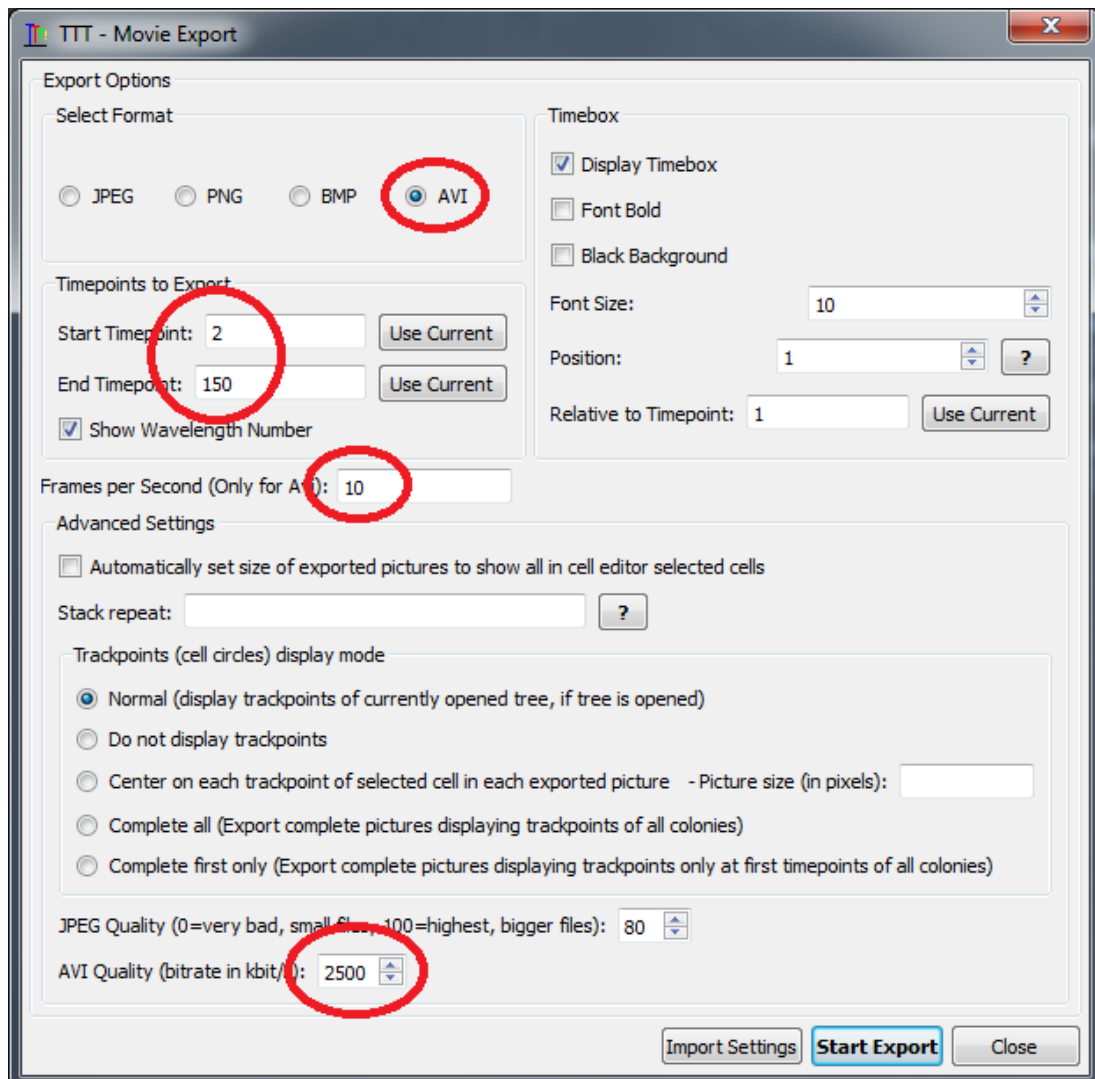 TTT - Movie Export
Export Options
Select Format
JPEG PNG BMP AVI
Timepoints to Export
Start Timepoint: 2 Use Current
End Timepoint: 150 Use Current
Show Wavelength Number
Timebox
Display Timebox
Font Bold
Black Background
Font Size: 10
Position: 1 ?
Relative to Timepoint: 1 Use Current
Frames per Second (Only for Avi): 10
Advanced Settings
Automatically set size of exported pictures to show all in cell editor selected cells
Stack repeat: ?
Trackpoints (cell circles) display mode
Normal (display trackpoints of currently opened tree, if tree is opened)
Do not display trackpoints
Center on each trackpoint of selected cell in each exported picture - Picture size (in pixels):
Complete all (Export complete pictures displaying trackpoints of all colonies)
Complete first only (Export complete pictures displaying trackpoints only at first timepoints of all colonies)
JPEG Quality (0=very bad, small files, 100=highest, bigger files): 80
AVI Quality (bitrate in kbit/s): 2500
Import Settings Start Export Close